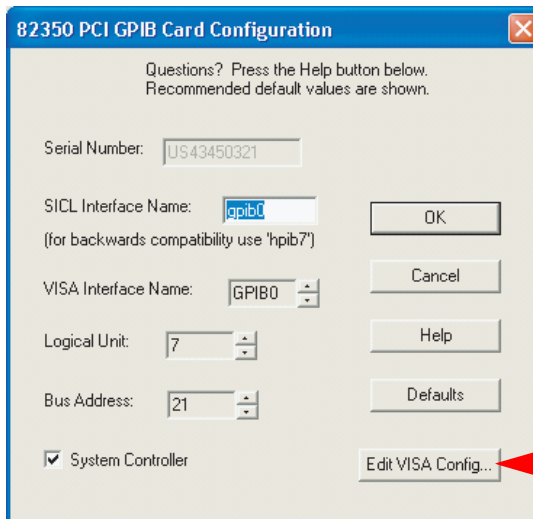 82350 PCI GPIB Card Configuration
Questions? Press the Help button below.
Recommended default values are shown.
Serial Number: US43450321
SICL Interface Name: gpib0
(for backwards compatibility use 'hpib7')
OK
VISA Interface Name: GPIB0
Cancel
Logical Unit: 7
Help
Bus Address: 21
Defaults
System Controller
Edit VISA Config...